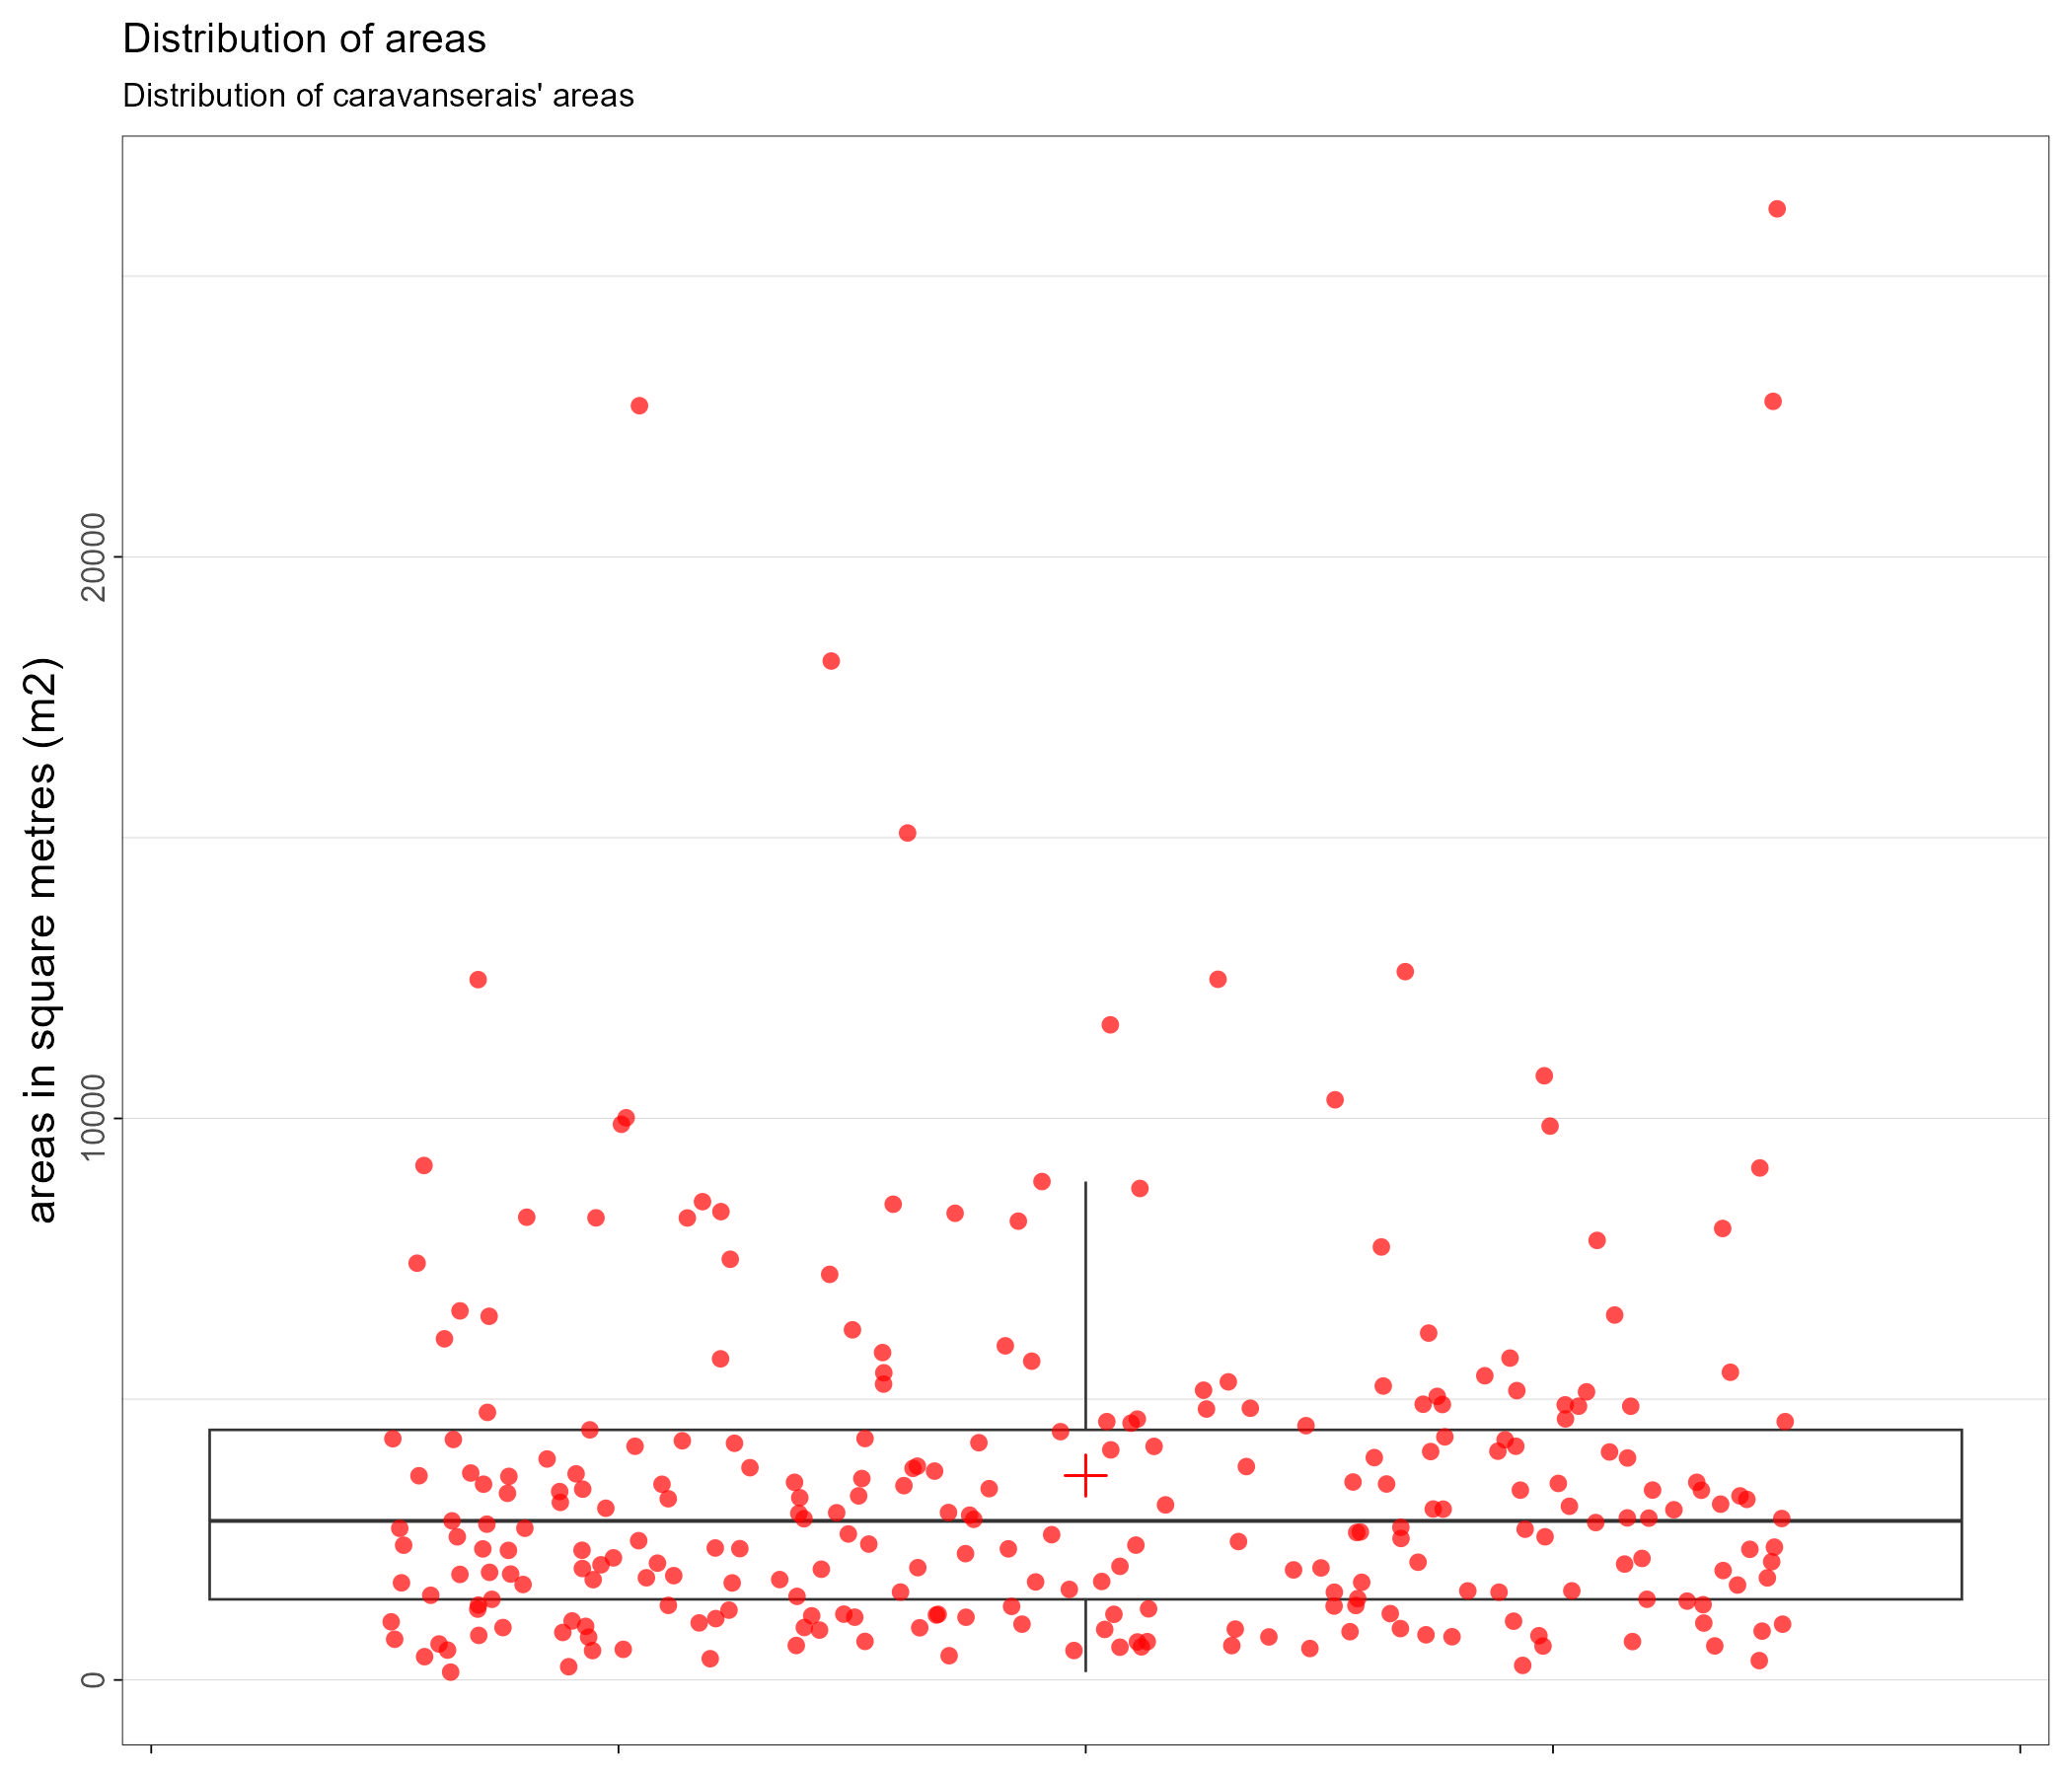 Distribution of areas
Distribution of caravanserais' areas
areas in square metres (m2)
20000
10000
0